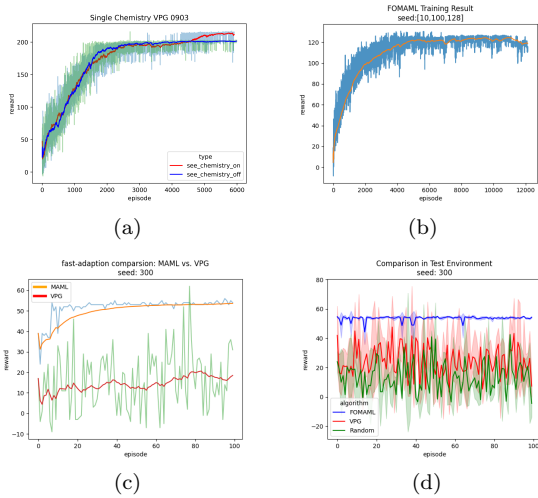 Single Chemistry VPG 0903
200
150
100
50
0
reward
0 1000 2000 3000 4000 5000 6000
episode
type
see_chemistry_on
see_chemistry_off
(a)
FOMAML Training Result
seed:[10,100,128]
120
100
80
60
40
20
0
reward
0 2000 4000 6000 8000 10000 12000
episode
(b)
fast-adaption comparsion: MAML vs. VPG
seed: 300
60
50
40
30
20
10
0
−10
reward
0 20 40 60 80 100
episode
MAML
VPG
(c)
Comparison in Test Environment
seed: 300
80
60
40
20
0
−20
reward
0 20 40 60 80 100
episode
algorithm
FOMAML
VPG
Random
(d)